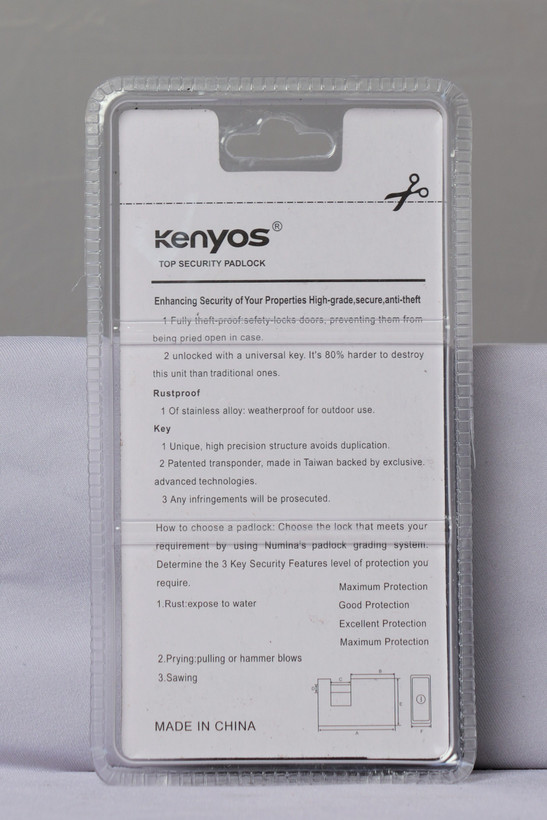 Kenyos®
TOP SECURITY PADLOCK
Enhancing Security of Your Properties High-grade,secure,anti-theft
1 Fully theft-proof safety-locks doors, preventing them from
being pried open in case.
2 unlocked with a universal key. It's 80% harder to destroy
this unit than traditional ones.
Rustproof
1 Of stainless alloy: weatherproof for outdoor use.
Key
1 Unique, high precision structure avoids duplication.
2 Patented transponder, made in Taiwan backed by exclusive.
advanced technologies.
3 Any infringements will be prosecuted.
How to choose a padlock: Choose the lock that meets your
requirement by using Numina's padlock grading system.
Determine the 3 Key Security Features level of protection you
require.
Maximum Protection
1.Rust:expose to water
Good Protection
Excellent Protection
Maximum Protection
2.Prying:pulling or hammer blows
3.Sawing
C
B
A
MADE IN CHINA